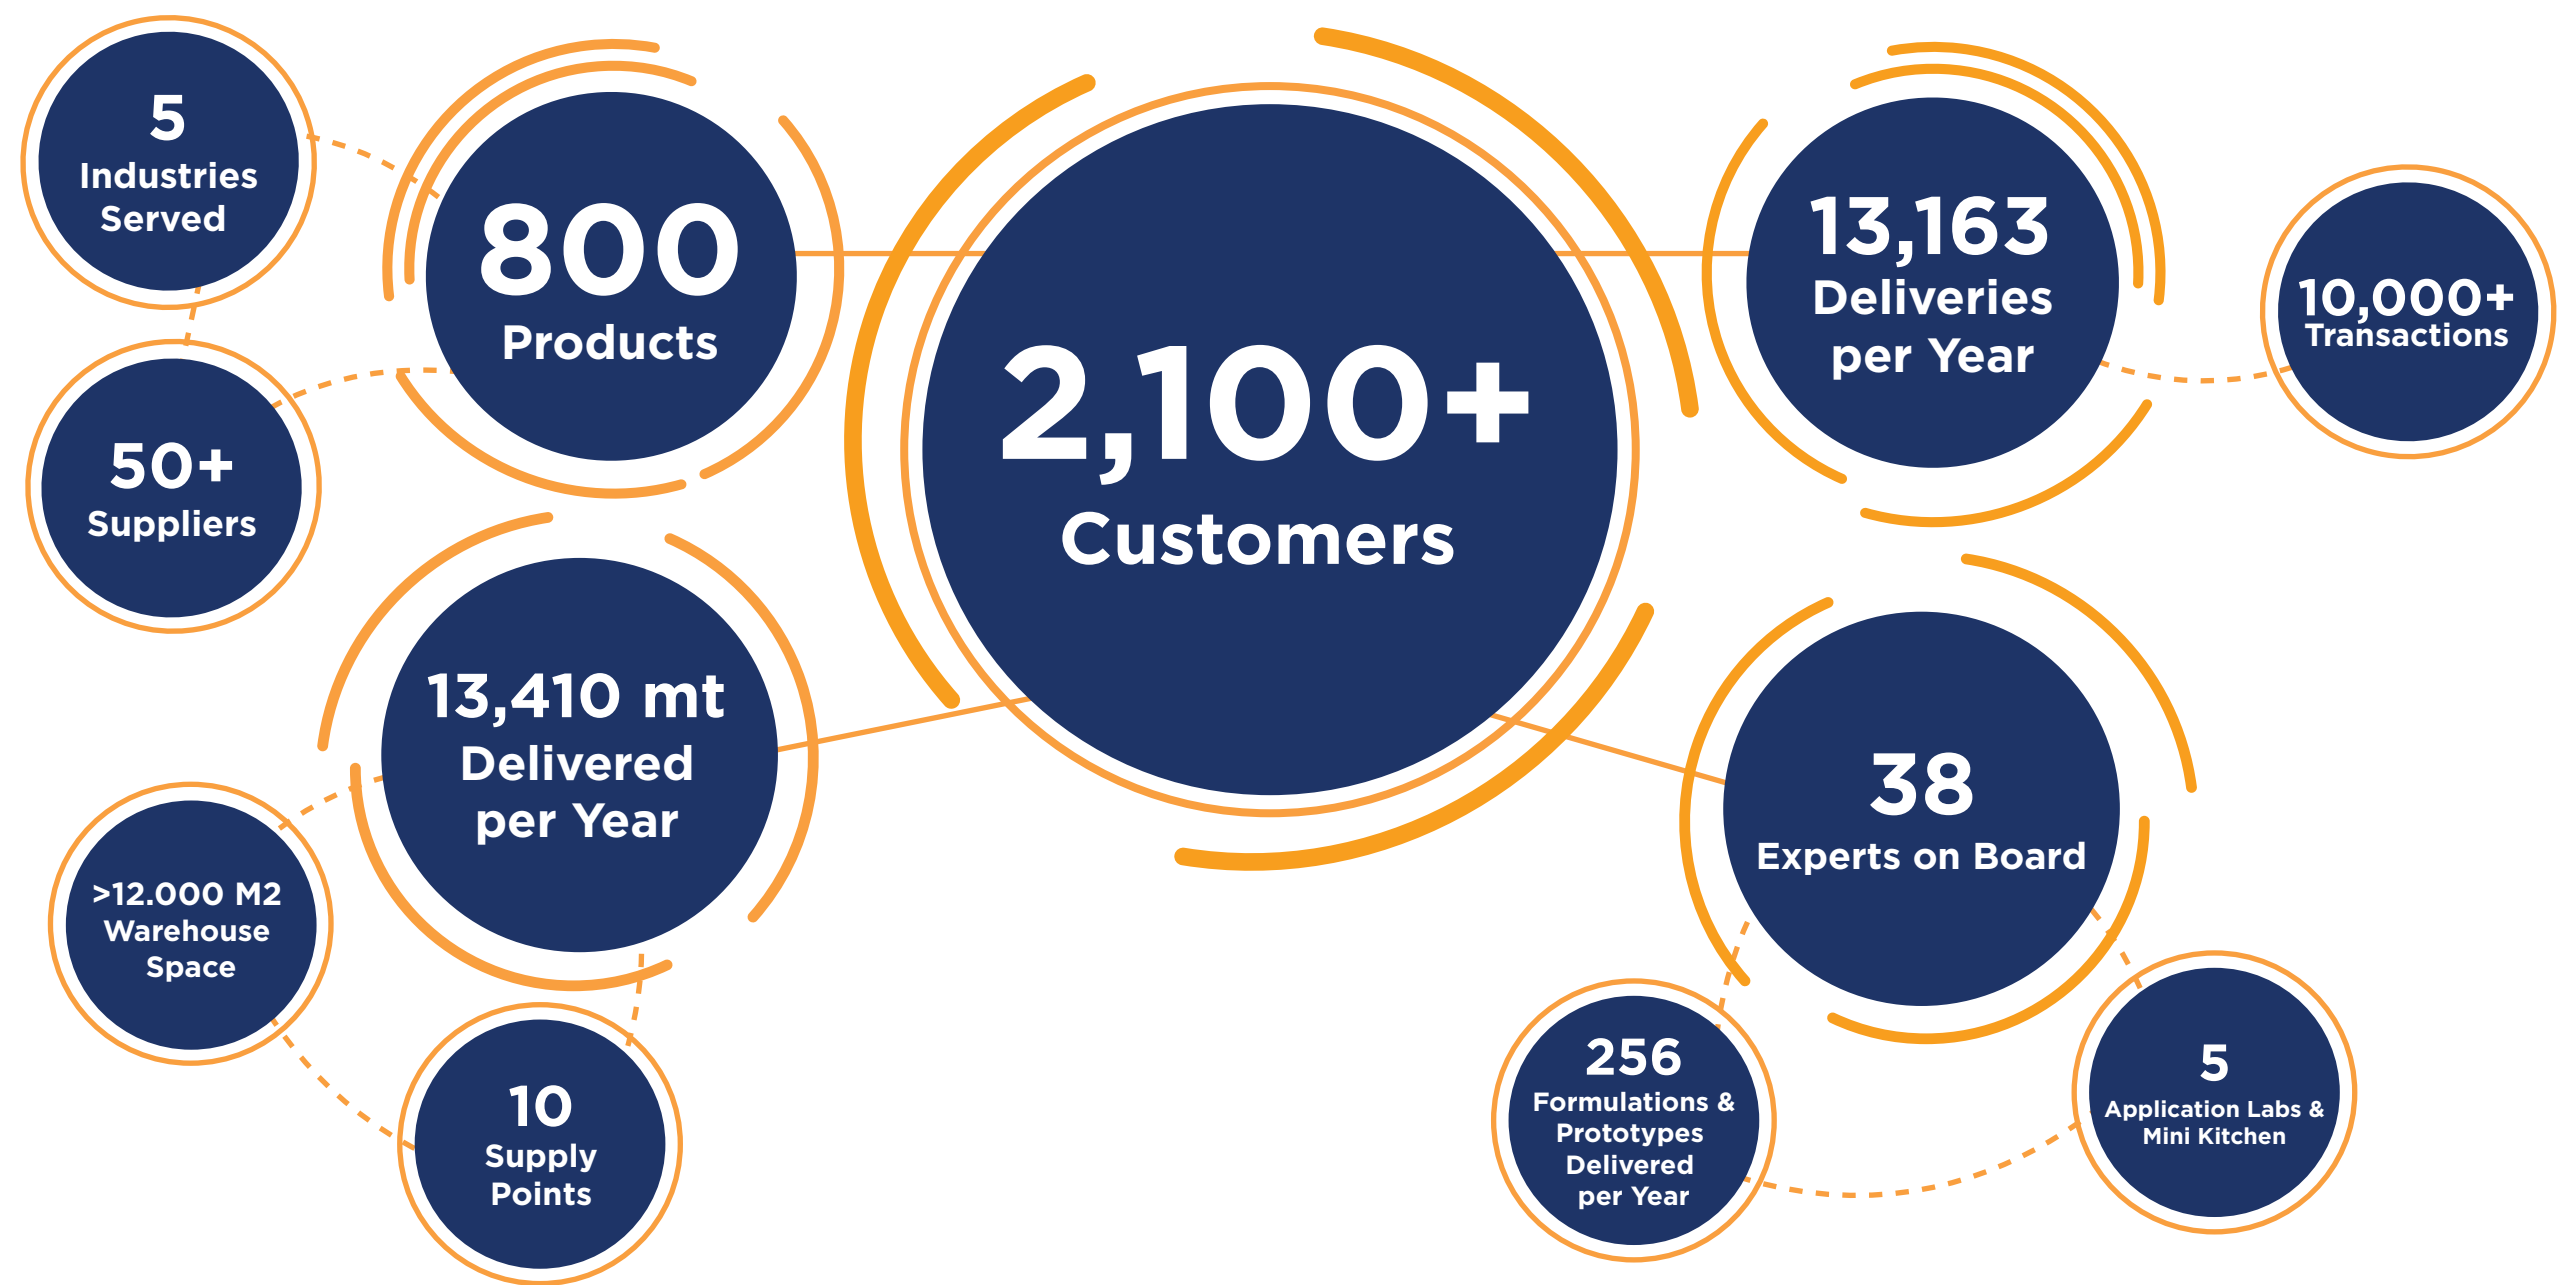 5
Industries
Served
800
Products
50+
Suppliers
2,100+
Customers
13,163
Deliveries
per Year
10,000+
Transactions
13,410 mt
Delivered
per Year
>12.000 M2
Warehouse
Space
10
Supply
Points
38
Experts on Board
256
Formulations &
Prototypes
Delivered
per Year
5
Application Labs &
Mini Kitchen